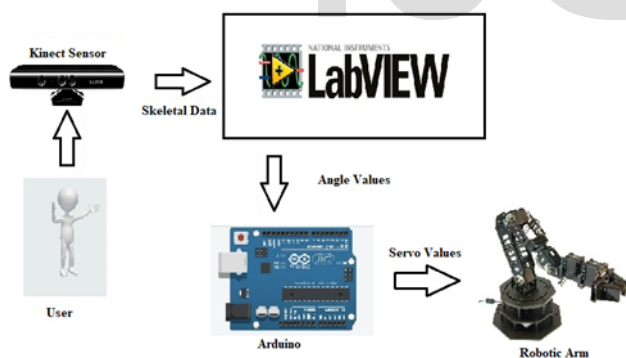 Kinect Sensor
Skeletal Data
NATIONAL INSTRUMENTS
LabVIEW
Angle Values
User
Arduino
Servo Values
Robotic Arm